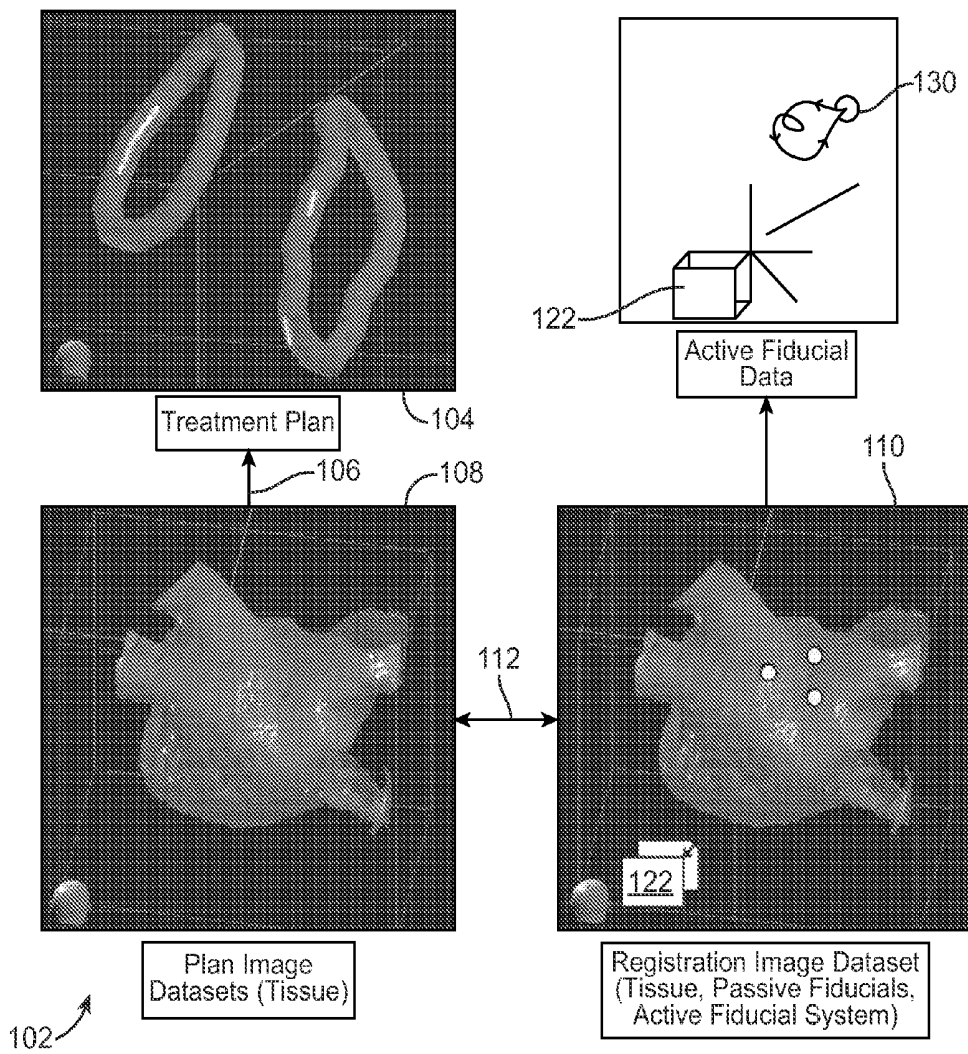 130
122
Active Fiducial
Data
Treatment Plan
104
106
108
110
112
122
Plan Image
Datasets (Tissue)
Registration Image Dataset
(Tissue, Passive Fiducials,
Active Fiducial System)
102